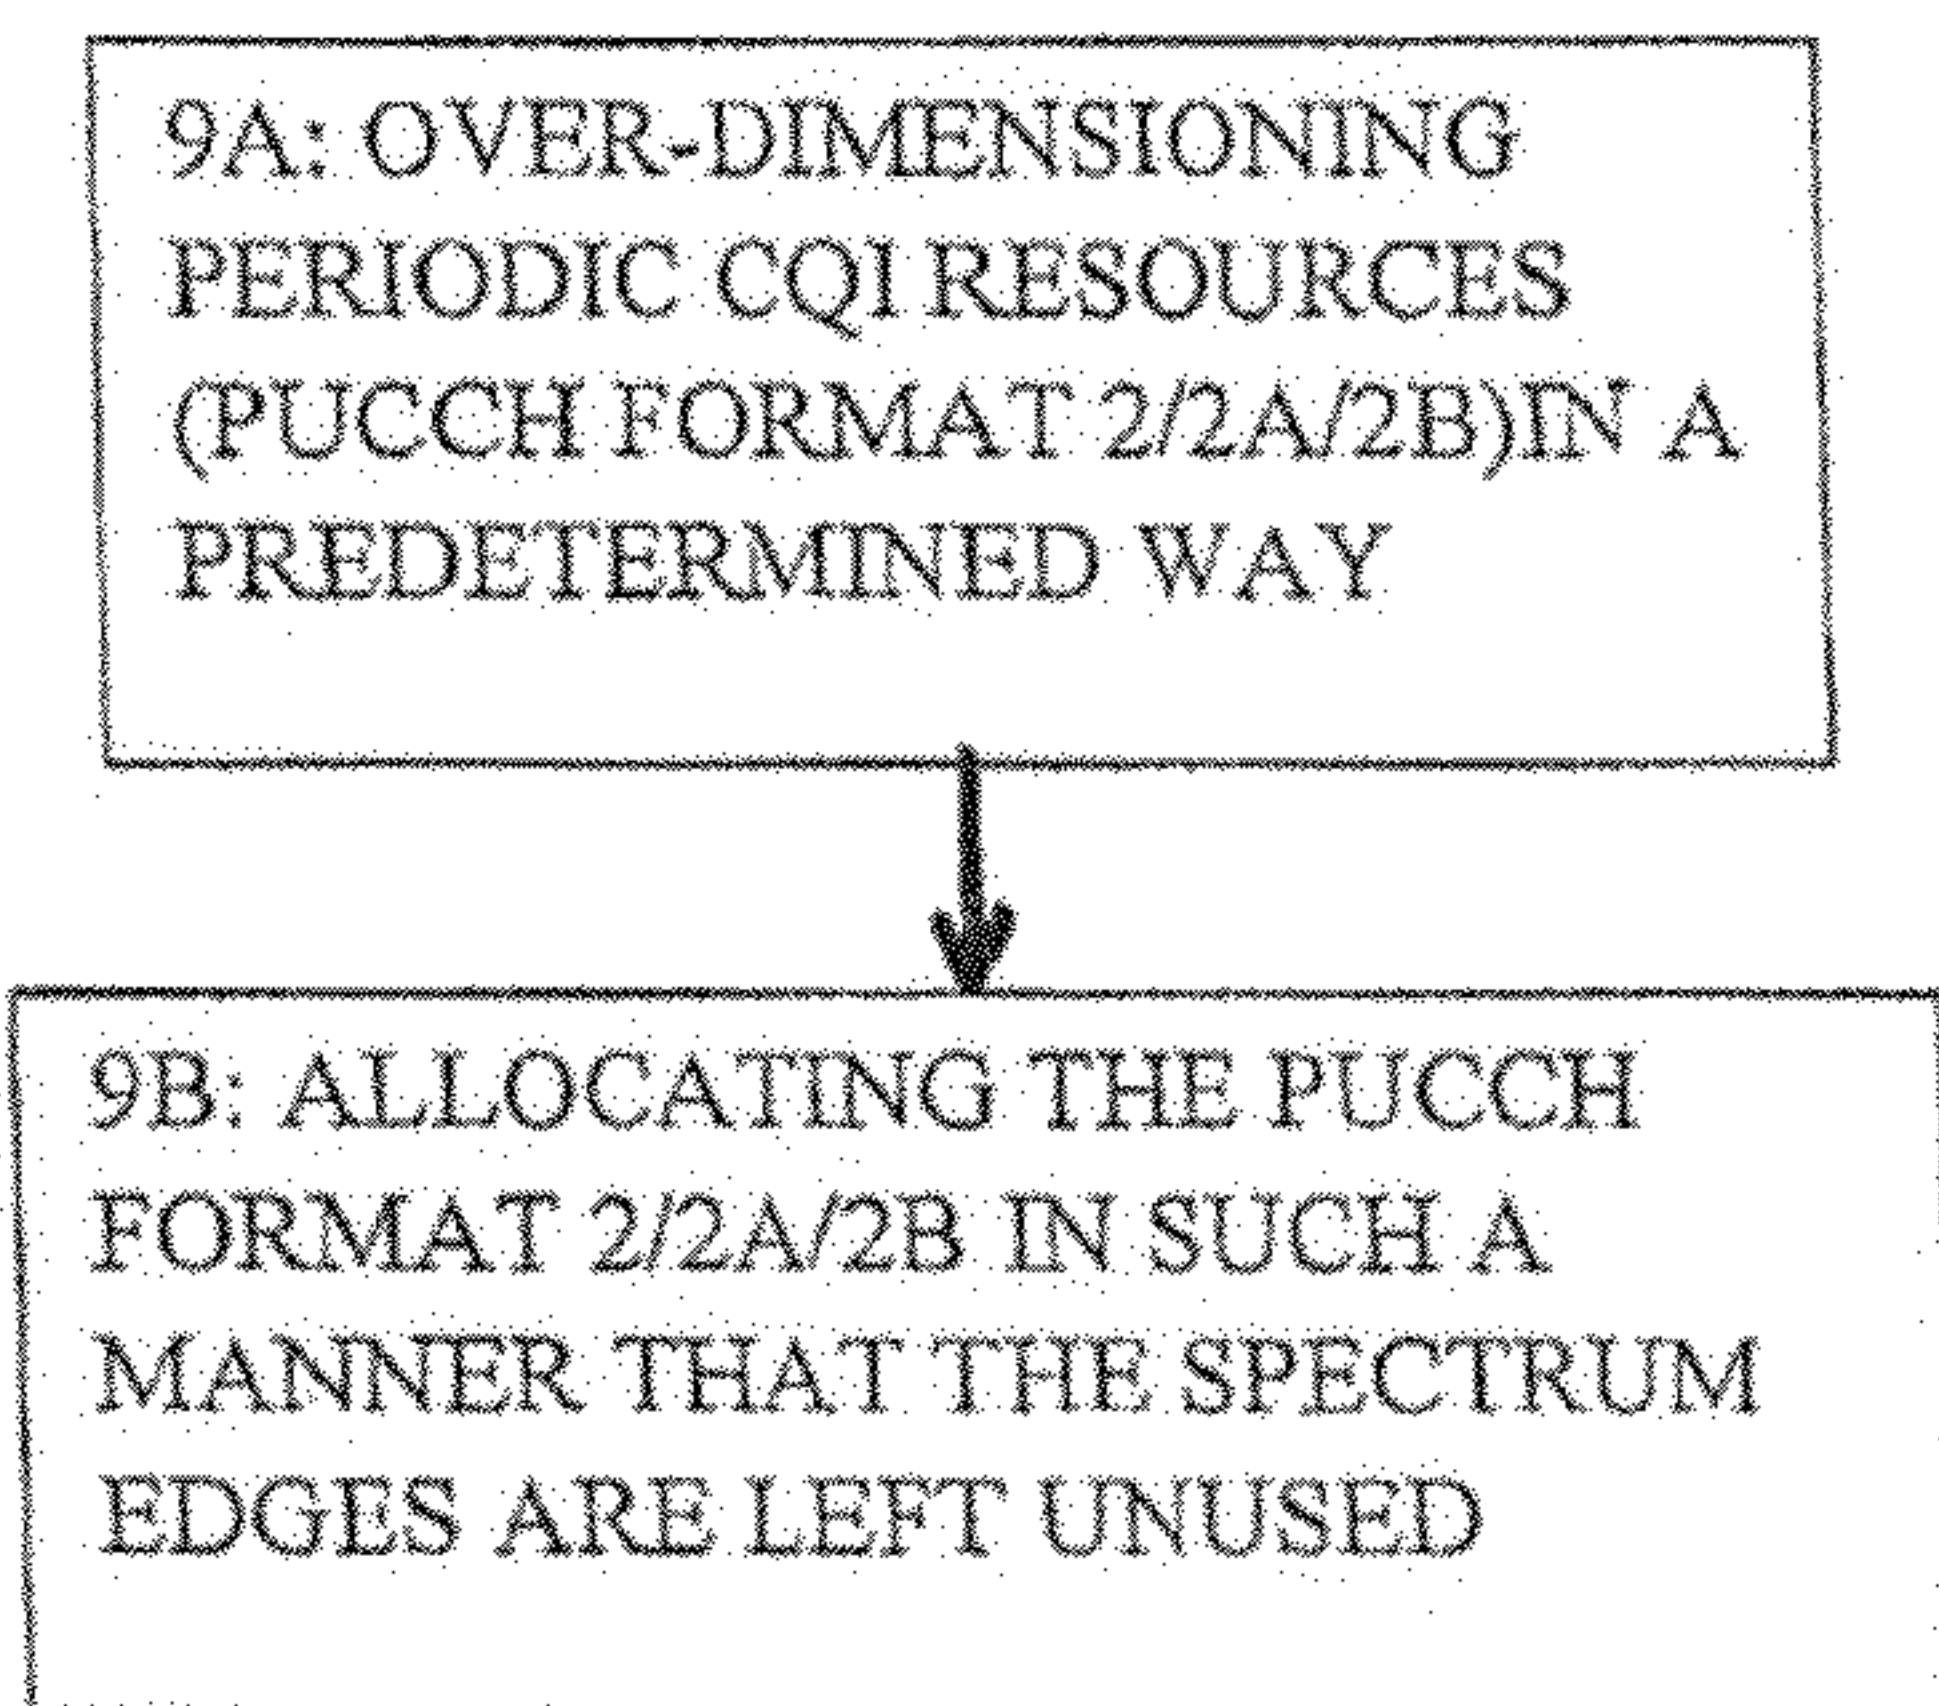 9A: OVER-DIMENSIONING
PERIODIC CQI RESOURCES
(PUCCH FORMAT 2/2A/2B)IN A
PREDETERMINED WAY
9B: ALLOCATING THE PUCCH
FORMAT 2/2A/2B IN SUCH A
MANNER THAT THE SPECTRUM
EDGES ARE LEFT UNUSED